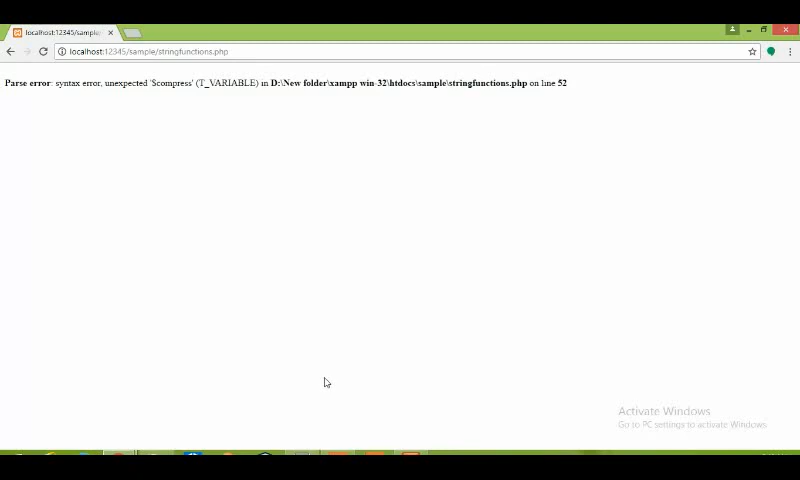 localhost:12345/sample/
localhost:12345/sample/stringfunctions.php
Parse error: syntax error, unexpected '$compress' (T_VARIABLE) in D:\New folder\xampp win-32\htdocs\sample\stringfunctions.php on line 52
Activate Windows
Go to PC settings to activate Windows